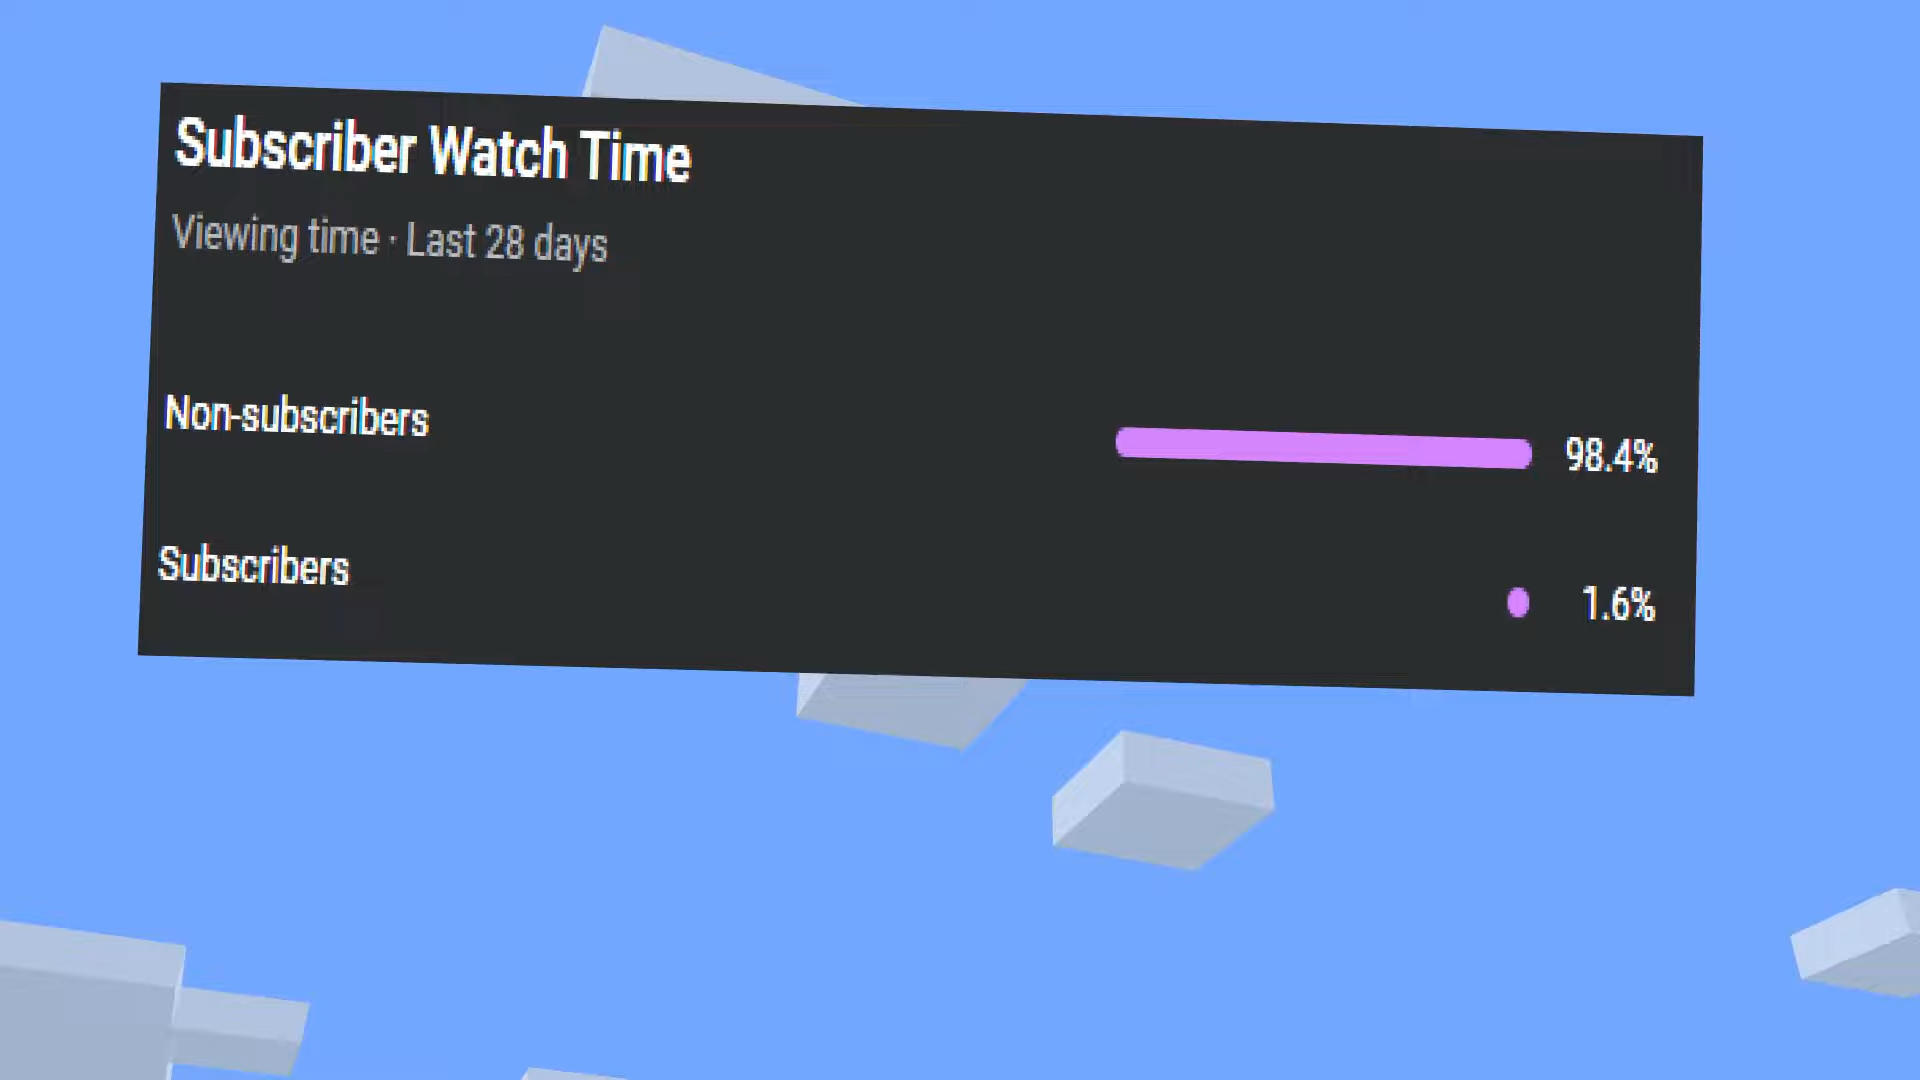 Subscriber Watch Time
Viewing time · Last 28 days
Non-subscribers 98.4%
Subscribers 1.6%